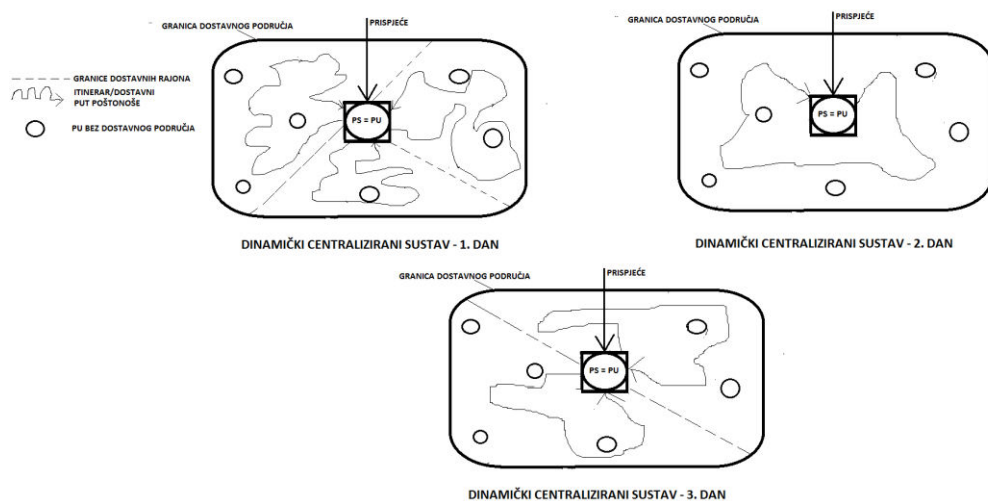 GRANICA DOSTAVNOG PODRUČJA
PRISPJEĆE
GRANICE DOSTAVNIH RAJONA
ITINERAR/DOSTAVNI
PUT POŠTONOŠE
PU BEZ DOSTAVNOG PODRUČJA
PS = PU
DINAMIČKI CENTRALIZIRANI SUSTAV - 1. DAN
GRANICA DOSTAVNOG PODRUČJA
PRISPJEĆE
PS = PU
DINAMIČKI CENTRALIZIRANI SUSTAV - 2. DAN
GRANICA DOSTAVNOG PODRUČJA
PRISPJEĆE
PS = PU
DINAMIČKI CENTRALIZIRANI SUSTAV - 3. DAN